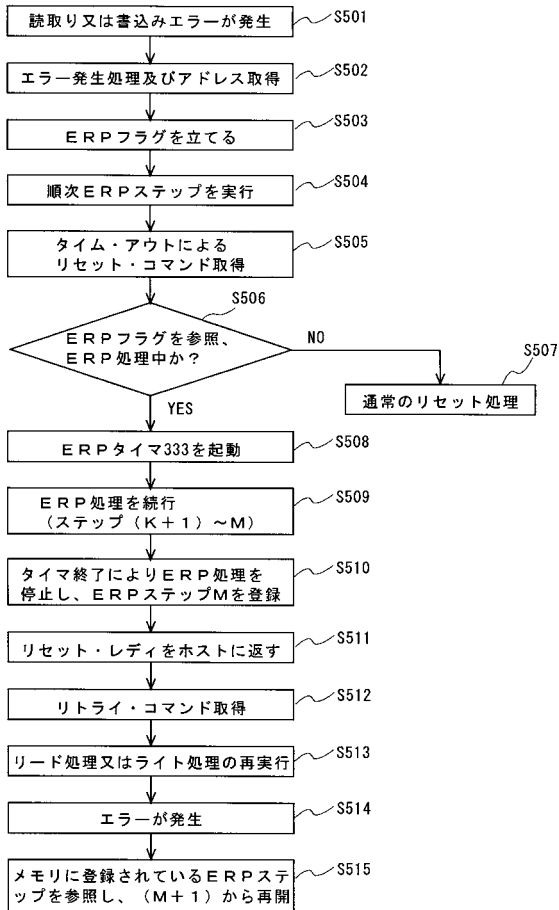 読取り又は書込みエラーが発生
S501
エラー発生処理及びアドレス取得
S502
ERPフラグを立てる
S503
順次ERPステップを実行
S504
タイム・アウトによる
リセット・コマンド取得
S505
S506
ERPフラグを参照、
ERP処理中か?
NO
S507
通常のリセット処理
YES
ERPタイマ333を起動
S508
ERP処理を続行
(ステップ(K+1)~M)
S509
タイマ終了によりERP処理を
停止し、ERPステップMを登録
S510
リセット・レディをホストに返す
S511
リトライ・コマンド取得
S512
リード処理又はライト処理の再実行
S513
エラーが発生
S514
メモリに登録されているERPステ
ップを参照し、(M+1)から再開
S515